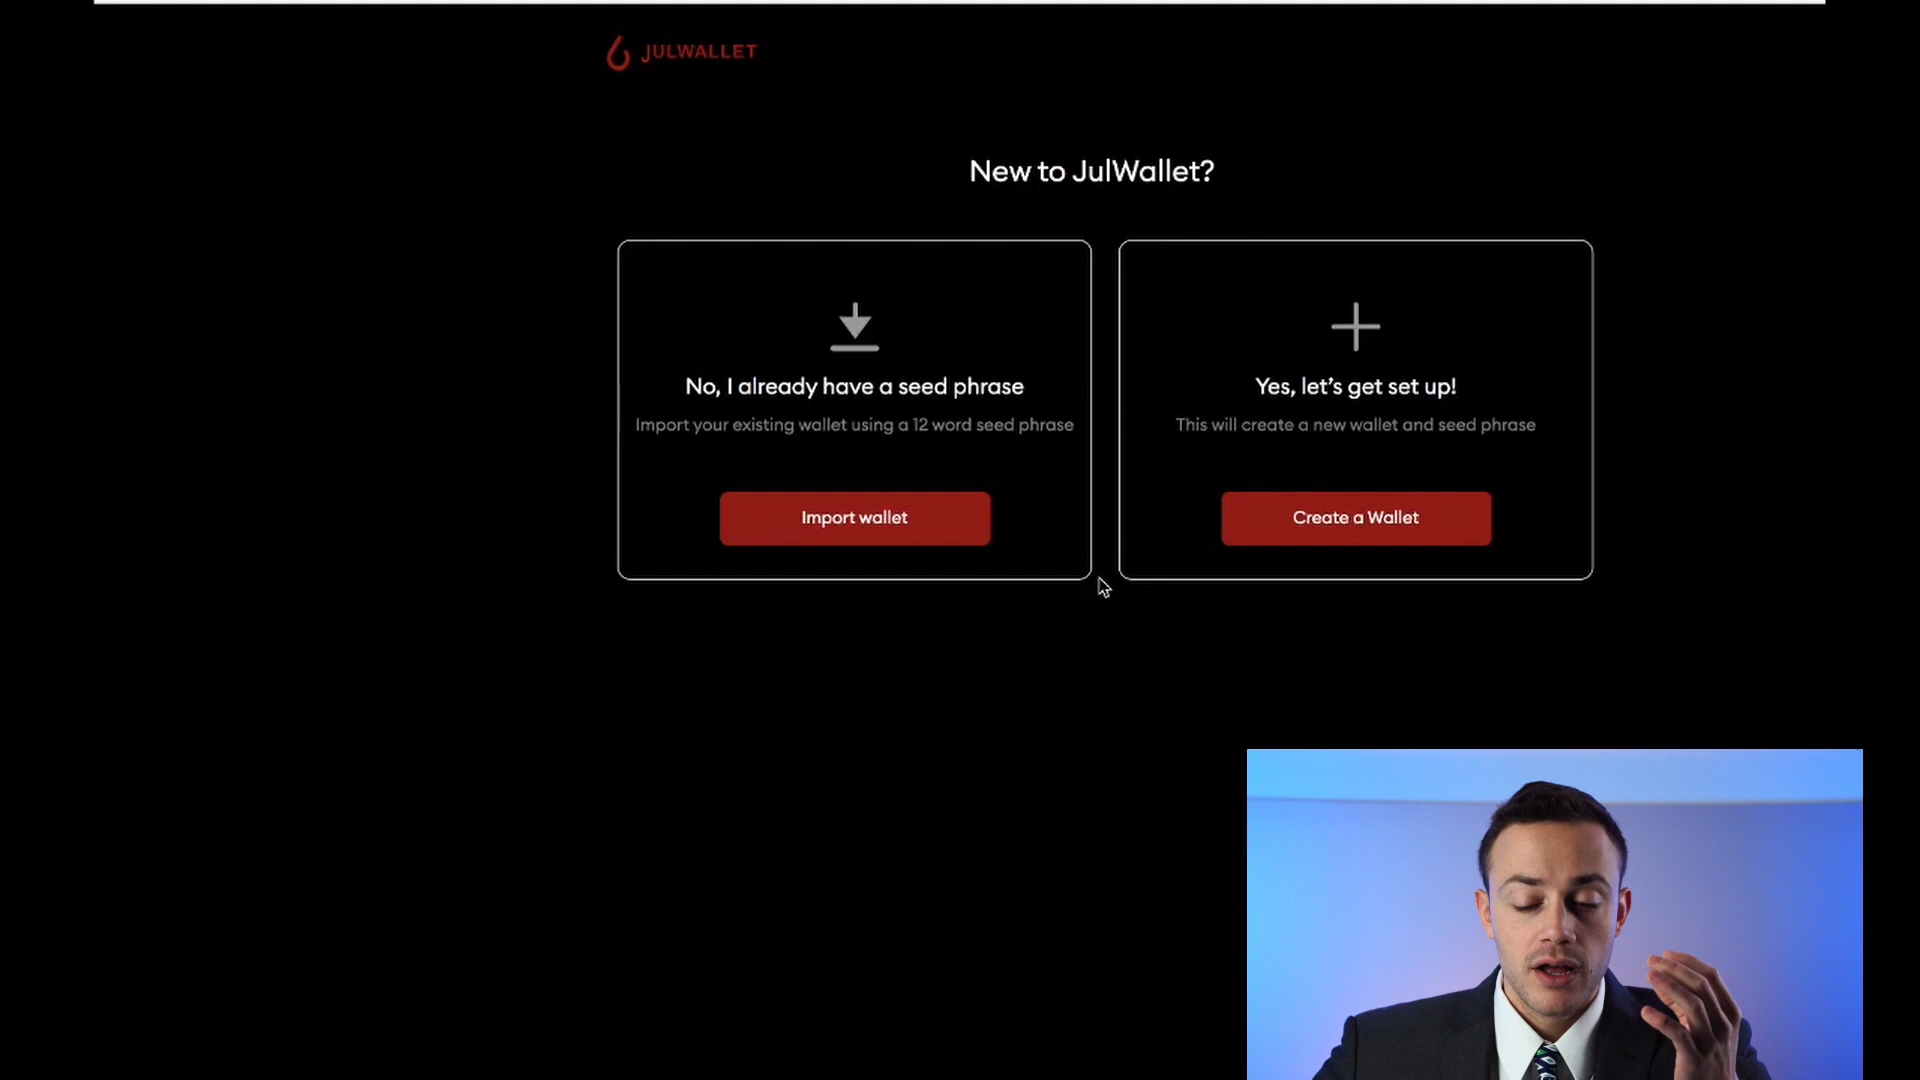 JULWALLET
New to JulWallet?
No, I already have a seed phrase
Import your existing wallet using a 12 word seed phrase
Import wallet
Yes, let's get set up!
This will create a new wallet and seed phrase
Create a Wallet